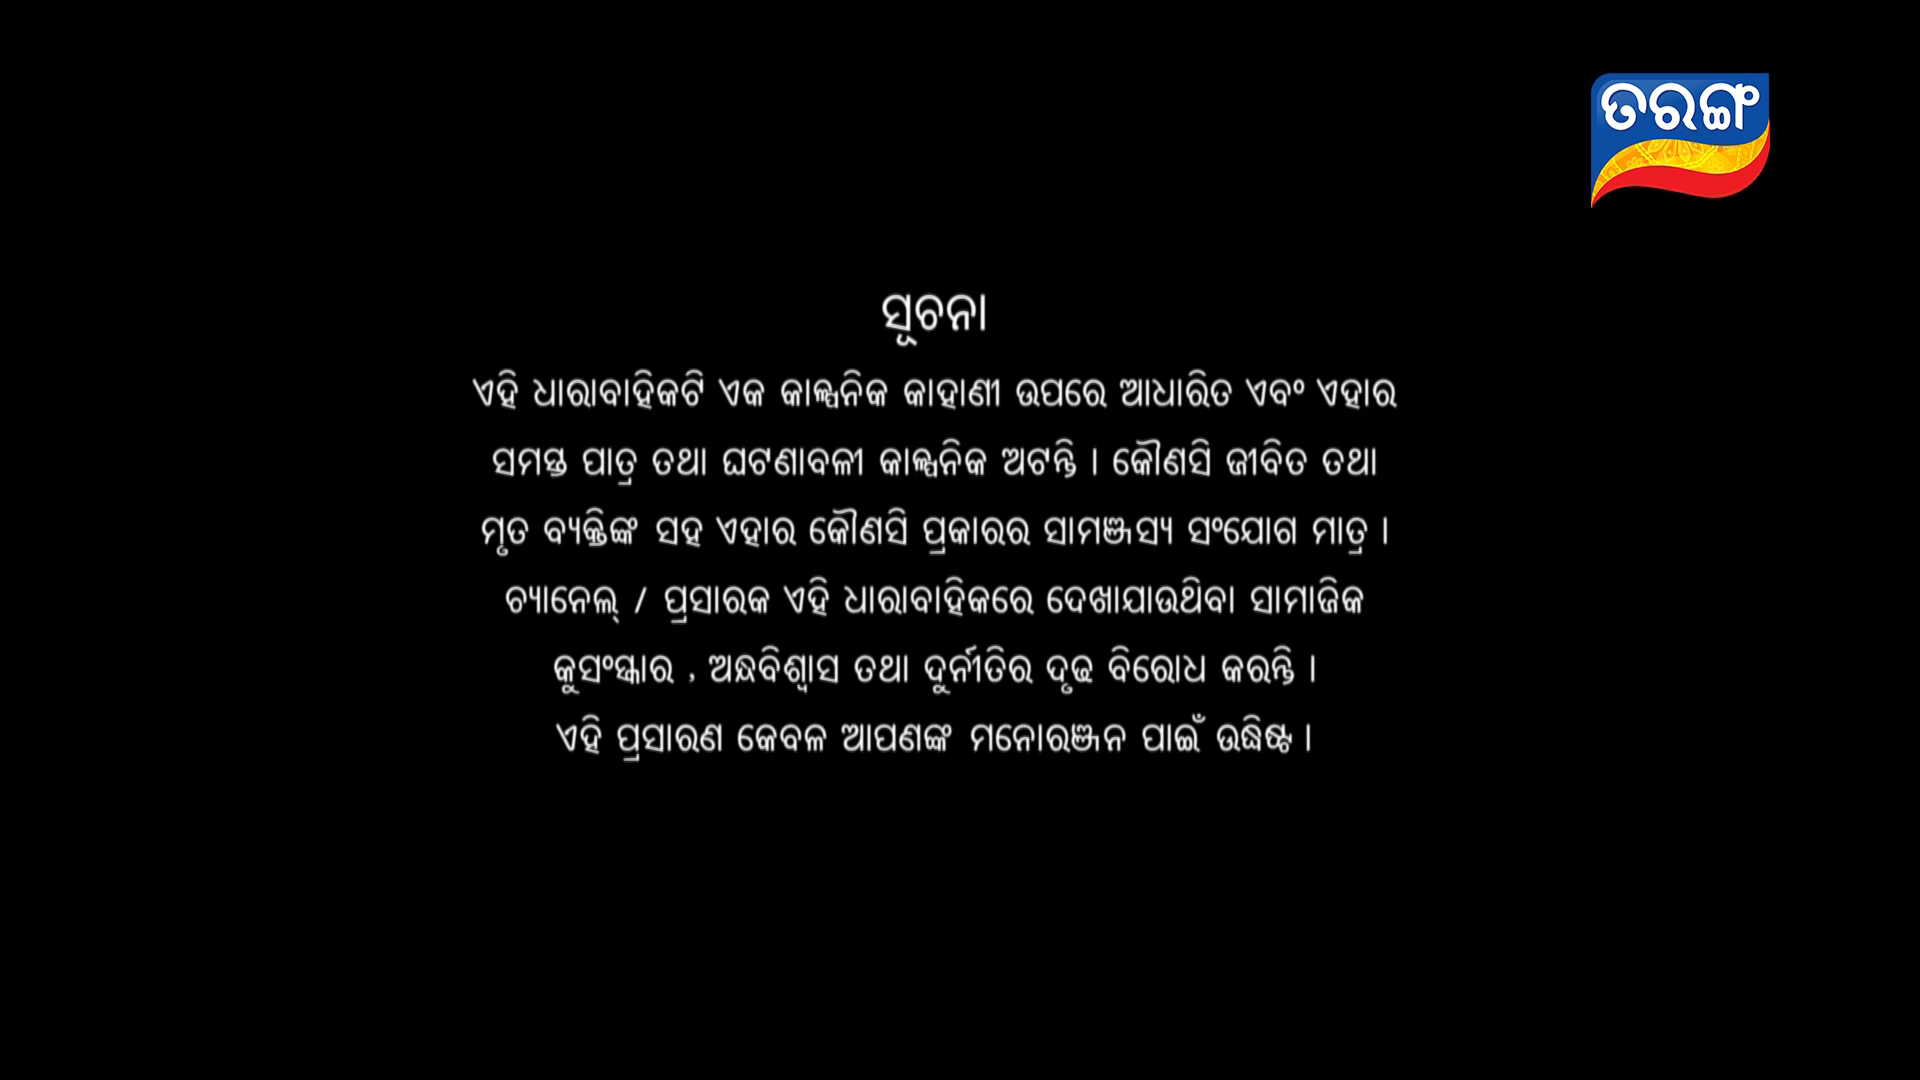 ତରଙ୍ଗ
ସୂଚନା
ଏହି ଧାରାବାହିକଟି ଏକ କାଳ୍ପନିକ କାହାଣୀ ଉପରେ ଆଧାରିତ ଏବଂ ଏହାର
ସମସ୍ତ ପାତ୍ର ତଥା ଘଟଣାବଳୀ କାଳ୍ପନିକ ଅଟନ୍ତି । କୌଣସି ଜୀବିତ ତଥା
ମୃତ ବ୍ୟକ୍ତିଙ୍କ ସହ ଏହାର କୌଣସି ପ୍ରକାରର ସାମଞ୍ଜସ୍ୟ ସଂଯୋଗ ମାତ୍ର ।
ଚ୍ୟାନେଲ୍ / ପ୍ରସାରକ ଏହି ଧାରାବାହିକରେ ଦେଖାଯାଉଥିବା ସାମାଜିକ
କୁସଂସ୍କାର , ଅନ୍ଧବିଶ୍ୱାସ ତଥା ଦୁର୍ନୀତିର ଦୃଢ ବିରୋଧ କରନ୍ତି ।
ଏହି ପ୍ରସାରଣ କେବଳ ଆପଣଙ୍କ ମନୋରଞ୍ଜନ ପାଇଁ ଉଦ୍ଧିଷ୍ଟ ।